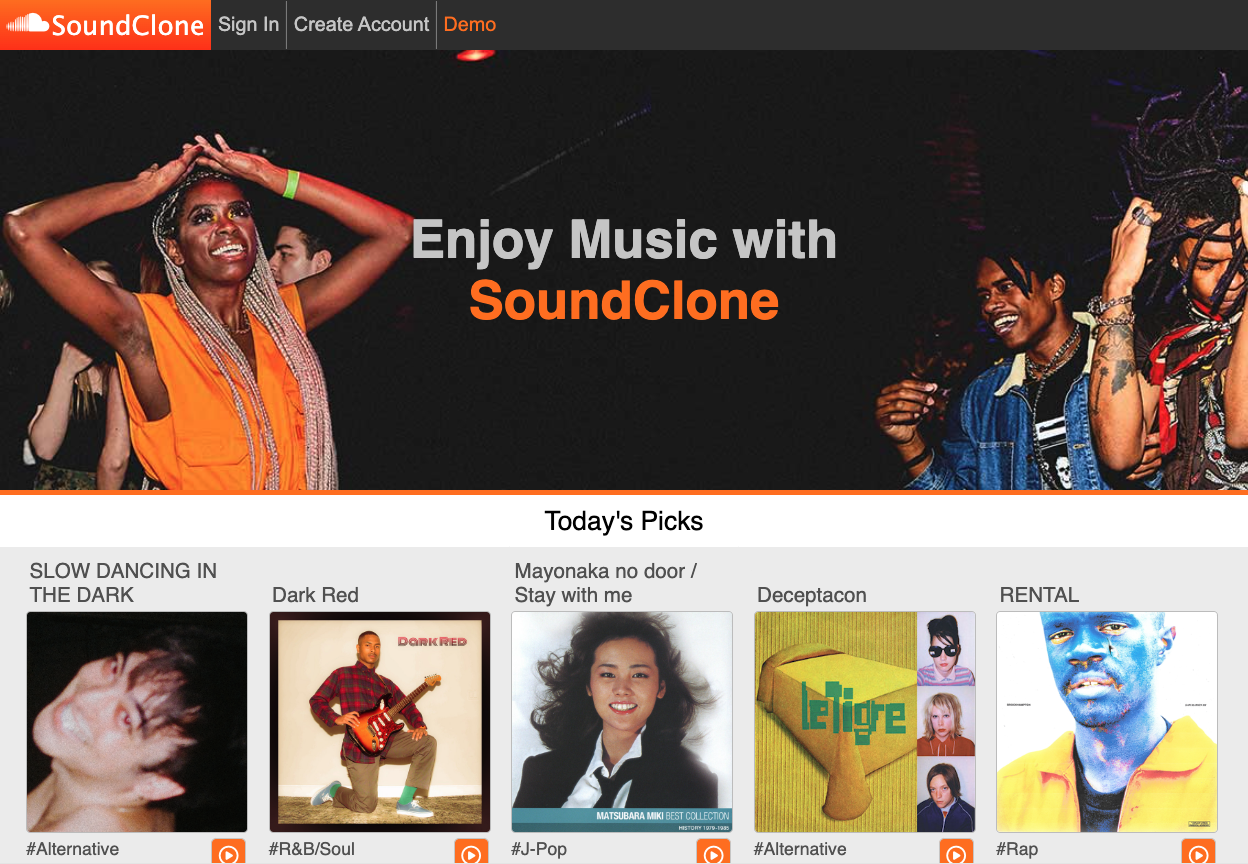 SoundClone
Sign In
Create Account
Demo
Enjoy Music with
SoundClone
Today's Picks
SLOW DANCING IN
THE DARK
Dark Red
DARK RED
Mayonaka no door /
Stay with me
MATSUBARA MIKI BEST COLLECTION
HISTORY 1979-1985
Deceptacon
leTigre
RENTAL
#Alternative
#R&B/Soul
#J-Pop
#Alternative
#Rap